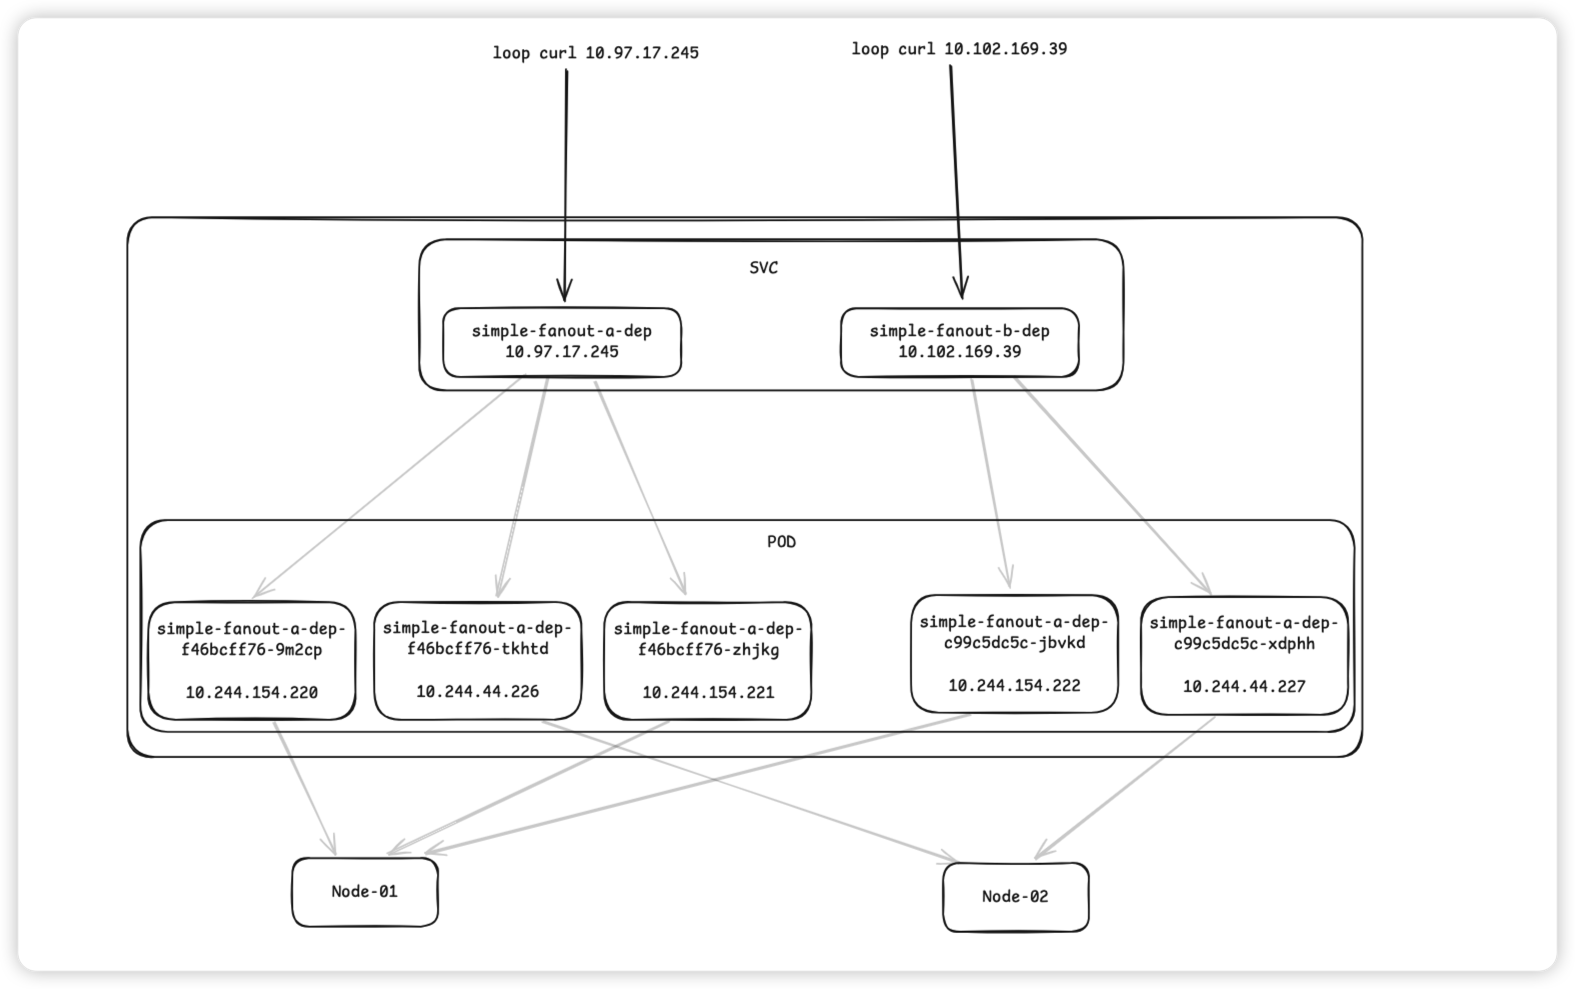 loop curl 10.97.17.245
loop curl 10.102.169.39
SVC
simple-fanout-a-dep
10.97.17.245
simple-fanout-b-dep
10.102.169.39
POD
simple-fanout-a-dep-
f46bcff76-9m2cp
10.244.154.220
simple-fanout-a-dep-
f46bcff76-tkhtd
10.244.44.226
simple-fanout-a-dep-
f46bcff76-zhjkg
10.244.154.221
simple-fanout-a-dep-
c99c5dc5c-jbvkd
10.244.154.222
simple-fanout-a-dep-
c99c5dc5c-xdphh
10.244.44.227
Node-01
Node-02